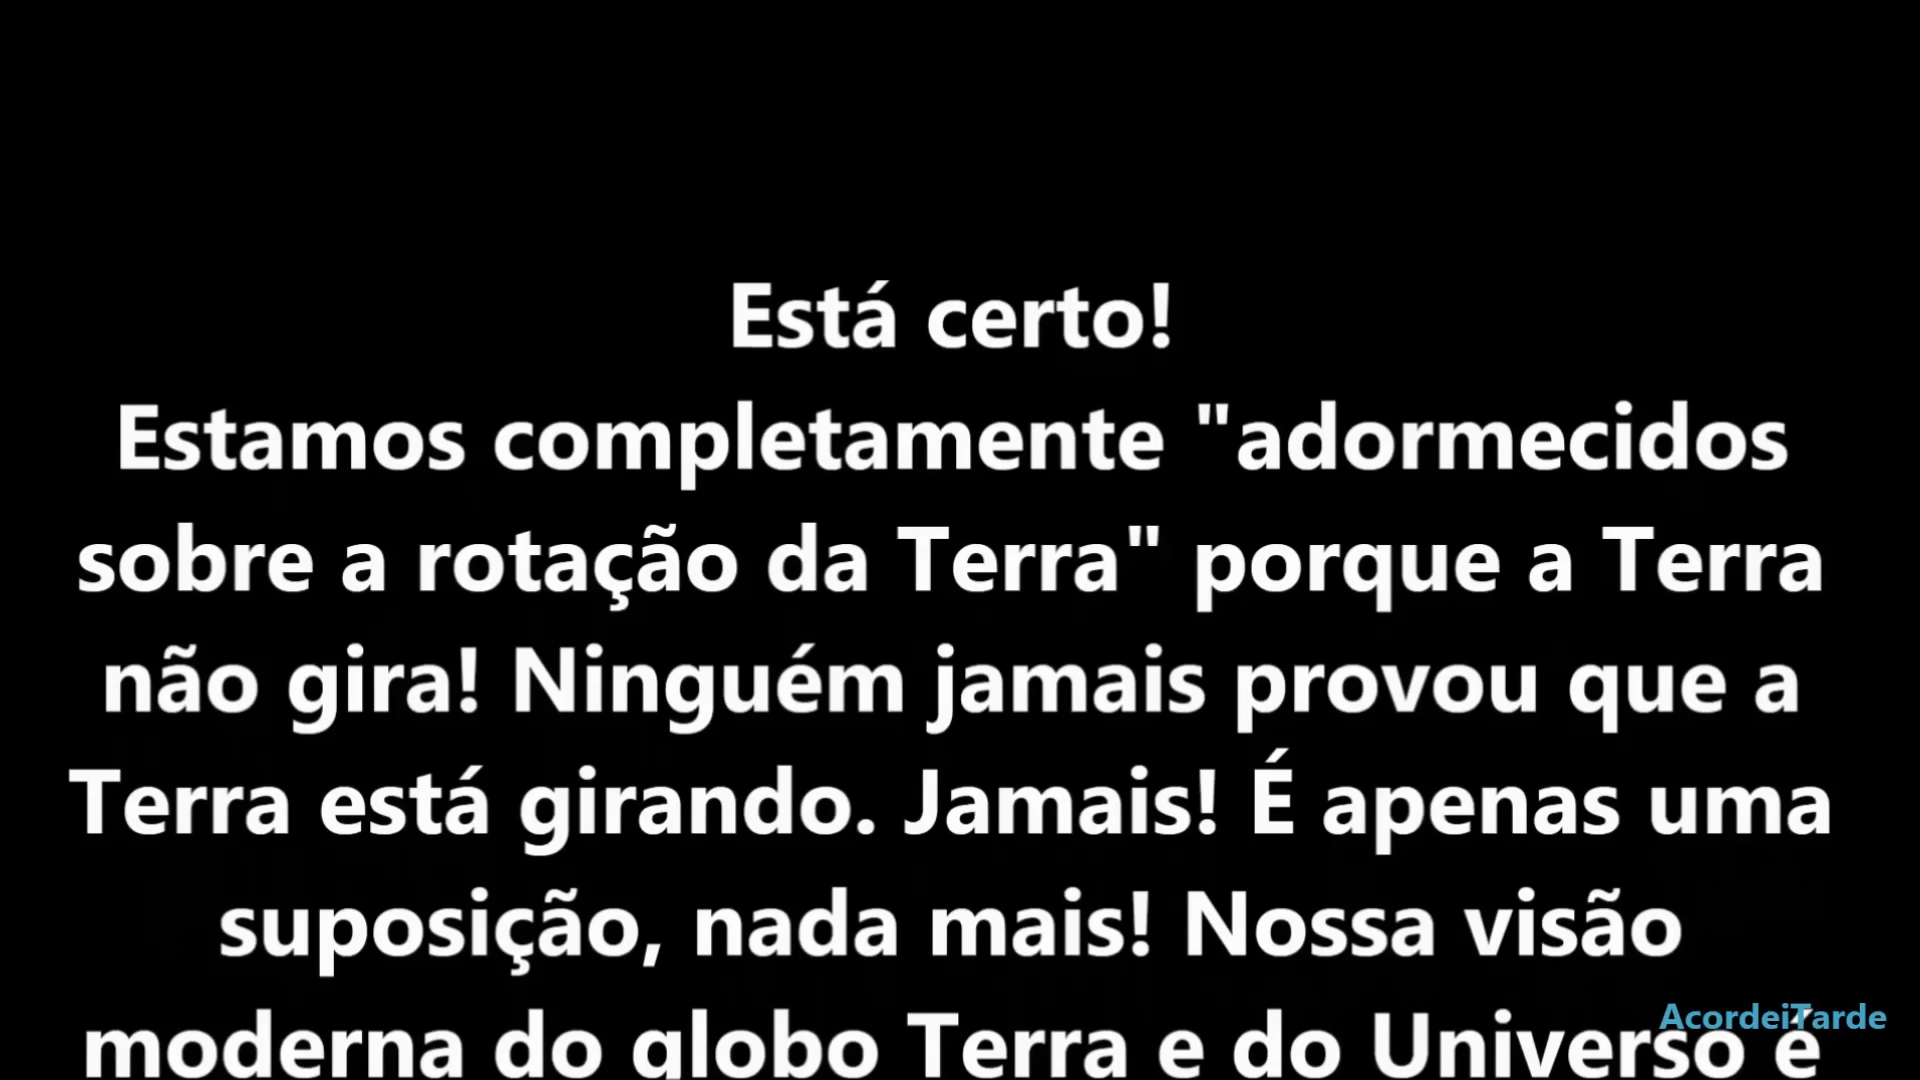 Está certo!
Estamos completamente "adormecidos
sobre a rotação da Terra" porque a Terra
não gira! Ninguém jamais provou que a
Terra está girando. Jamais! É apenas uma
suposição, nada mais! Nossa visão
moderna do globo Terra e do Universo é
AcordeiTarde